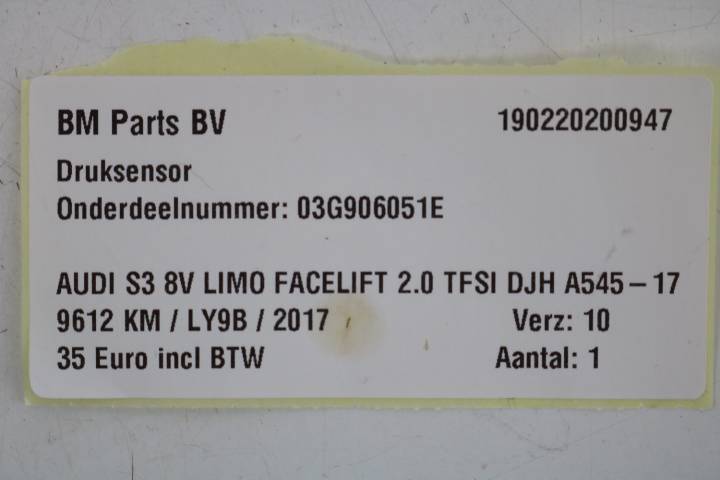 BM Parts BV 190220200947
Druksensor
Onderdeelnummer: 03G906051E
AUDI S3 8V LIMO FACELIFT 2.0 TFSI DJH A545-17
9612 KM / LY9B / 2017 Verz: 10
35 Euro incl BTW Aantal: 1